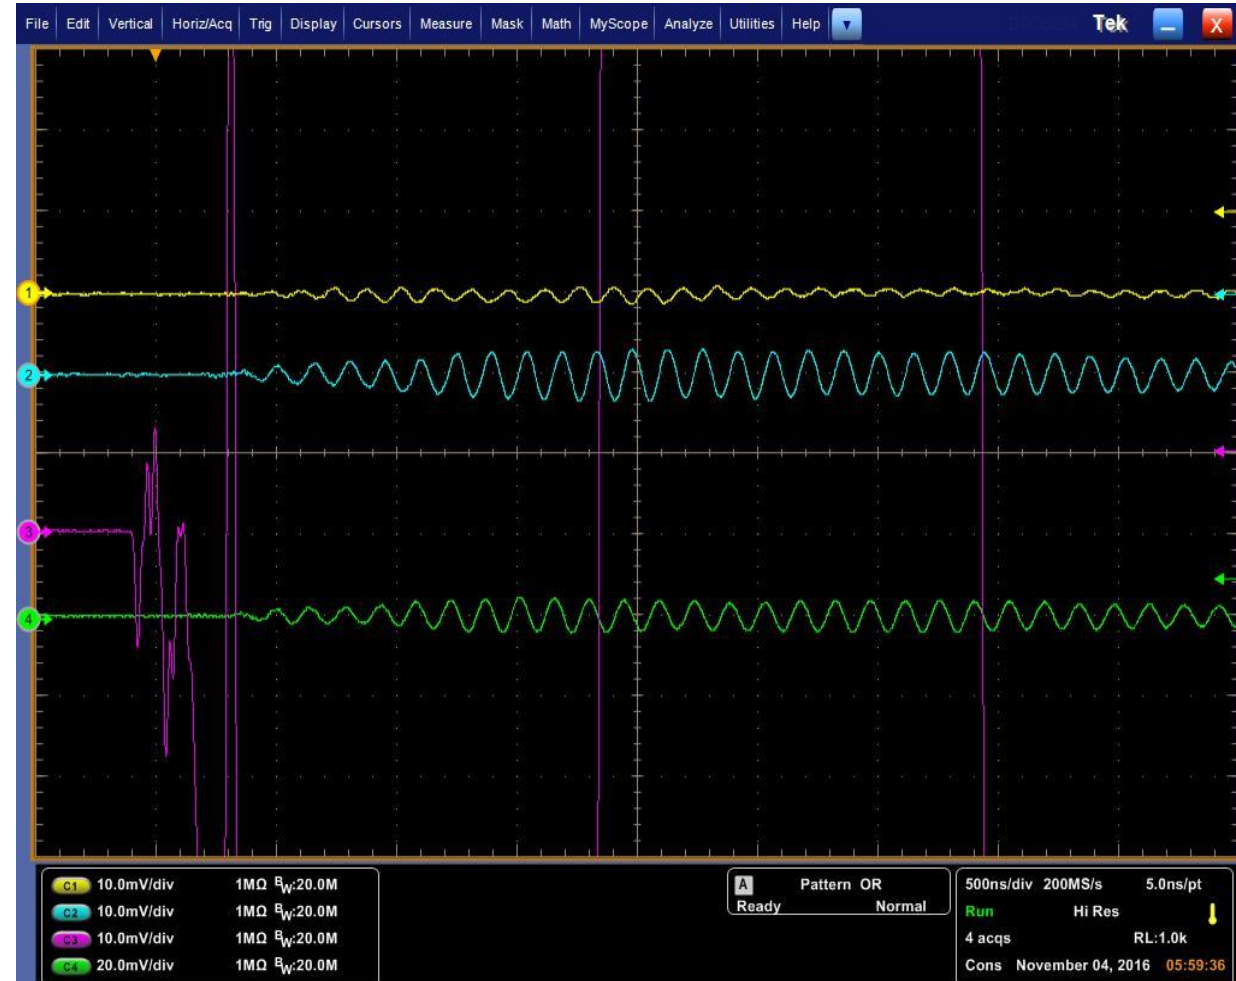 File Edit Vertical Horiz/Acq Trig Display Cursors Measure Mask Math MyScope Analyze Utilities Help Tek X
1
2
3
4
C1 10.0mV/div 1MΩ BW:20.0M
C2 10.0mV/div 1MΩ BW:20.0M
C3 10.0mV/div 1MΩ BW:20.0M
C4 20.0mV/div 1MΩ BW:20.0M
A Pattern OR
Ready Normal
500ns/div 200MS/s 5.0ns/pt
Run Hi Res
4 acqs RL:1.0k
Cons November 04, 2016 05:59:36